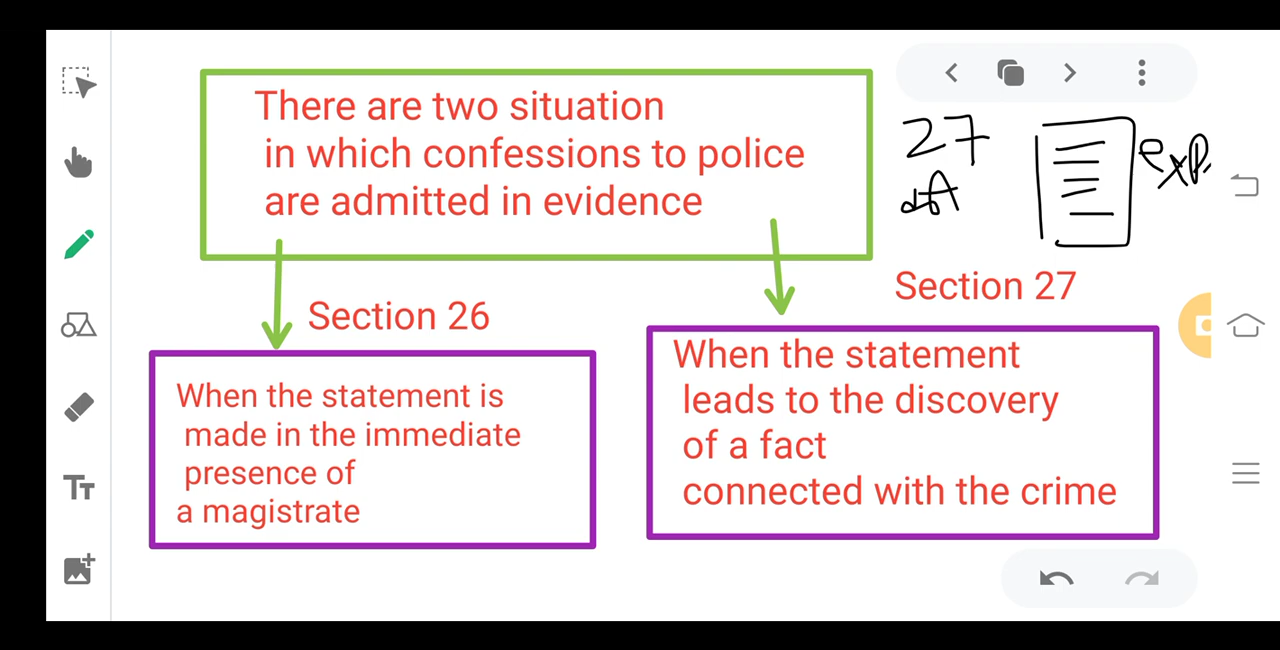 There are two situation
in which confessions to police
are admitted in evidence
27
exp.
Section 26
Section 27
When the statement is
made in the immediate
presence of
a magistrate
When the statement
leads to the discovery
of a fact
connected with the crime
TT